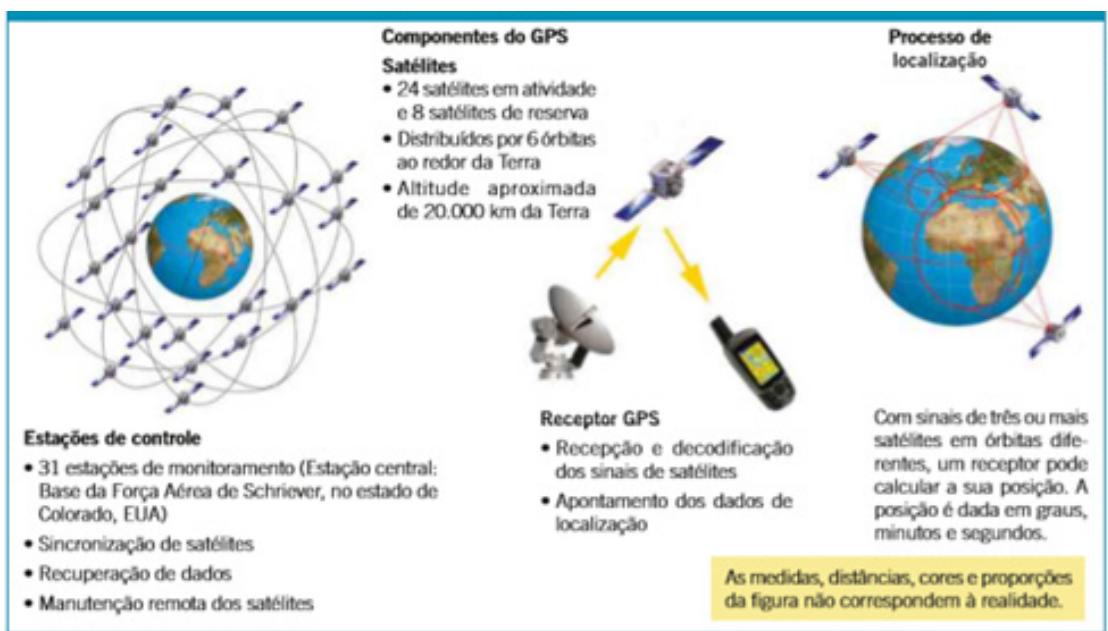 Componentes do GPS
Satélites
• 24 satélites em atividade
e 8 satélites de reserva
• Distribuídos por 6 órbitas
ao redor da Terra
• Altitude aproximada
de 20.000 km da Terra
Processo de
localização
Estações de controle
• 31 estações de monitoramento (Estação central:
Base da Força Aérea de Schriever, no estado de
Colorado, EUA)
• Sincronização de satélites
• Recuperação de dados
• Manutenção remota dos satélites
Receptor GPS
• Recepção e decodificação
dos sinais de satélites
• Apontamento dos dados de
localização
Com sinais de três ou mais
satélites em órbitas dife-
rentes, um receptor pode
calcular a sua posição. A
posição é dada em graus,
minutos e segundos.
As medidas, distâncias, cores e proporções
da figura não correspondem à realidade.